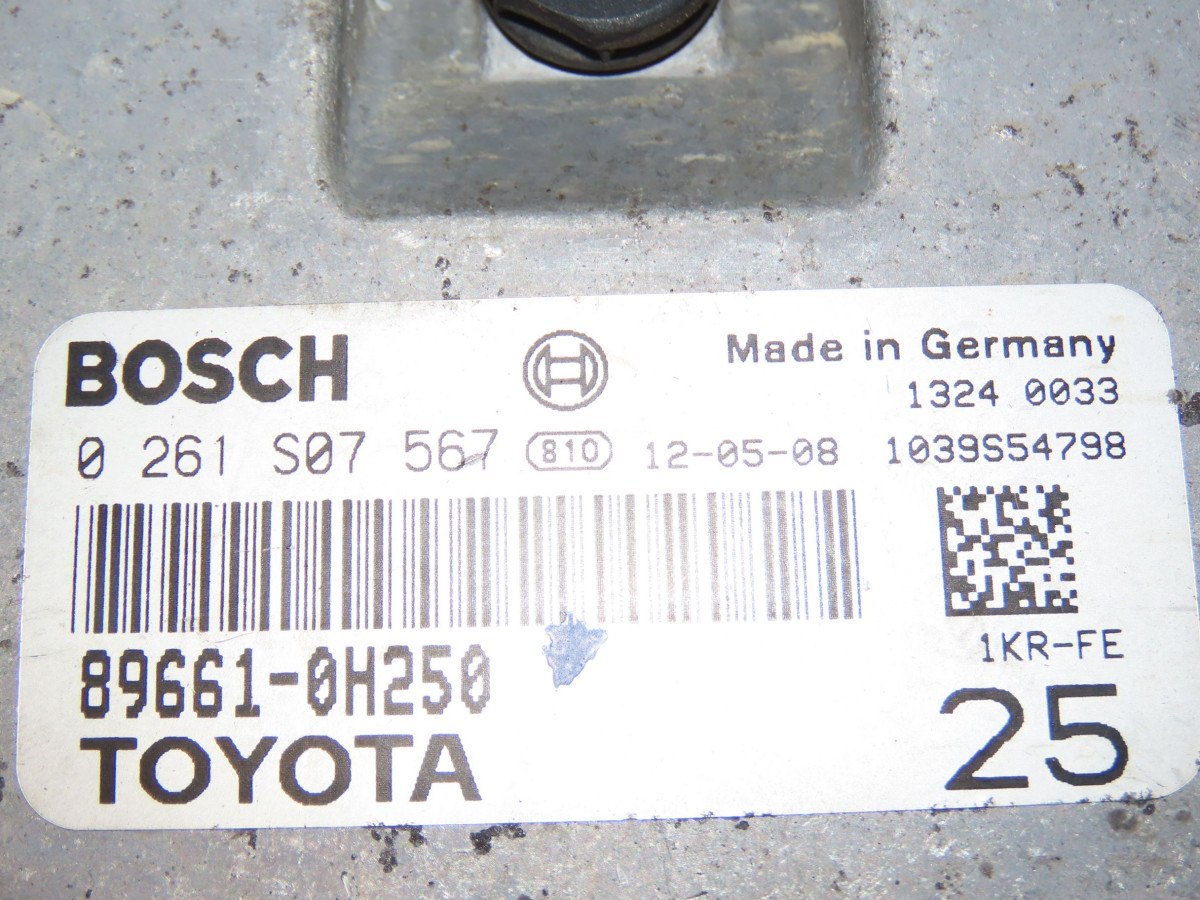 BOSCH
Made in Germany
1324 0033
0 261 S07 567 810 12-05-08 1039S54798
89661-0H250
1KR-FE
TOYOTA
25